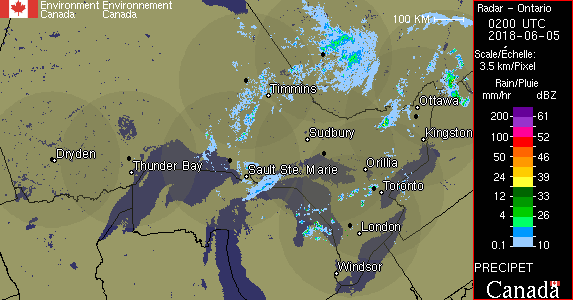 Environment Environnement
Canada Canada
100 KM
Timmins
Ottawa
Sudbury
Kingston
Dryden
Thunder Bay
Sault Ste. Marie
Orillia
Toronto
London
Windsor
Radar - Ontario
0200 UTC
2018-06-05
Scale/Échelle:
3.5 km/Pixel
Rain/Pluie
mm/hr dBZ
200 61
100 52
50 46
24 39
12 33
4 26
0.1 10
PRECIPET
Canada